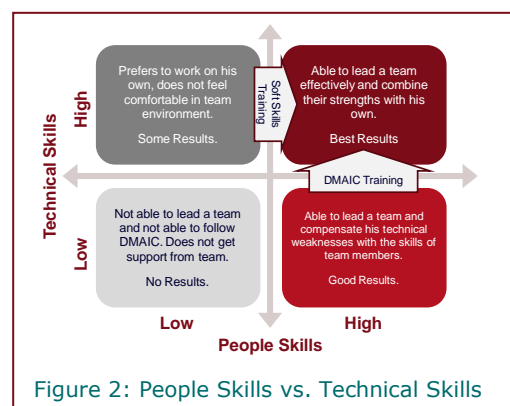 Prefers to work on his
own, does not feel
comfortable in team
environment.
Some Results.
Soft Skills
Training
Able to lead a team
effectively and combine
their strengths with his
own.
Best Results
High
Technical Skills
DMAIC Training
Not able to lead a team
and not able to follow
DMAIC. Does not get
support from team.
No Results.
Able to lead a team and
compensate his technical
weaknesses with the skills of
team members.
Good Results.
Low
Low
High
People Skills
Figure 2: People Skills vs. Technical Skills